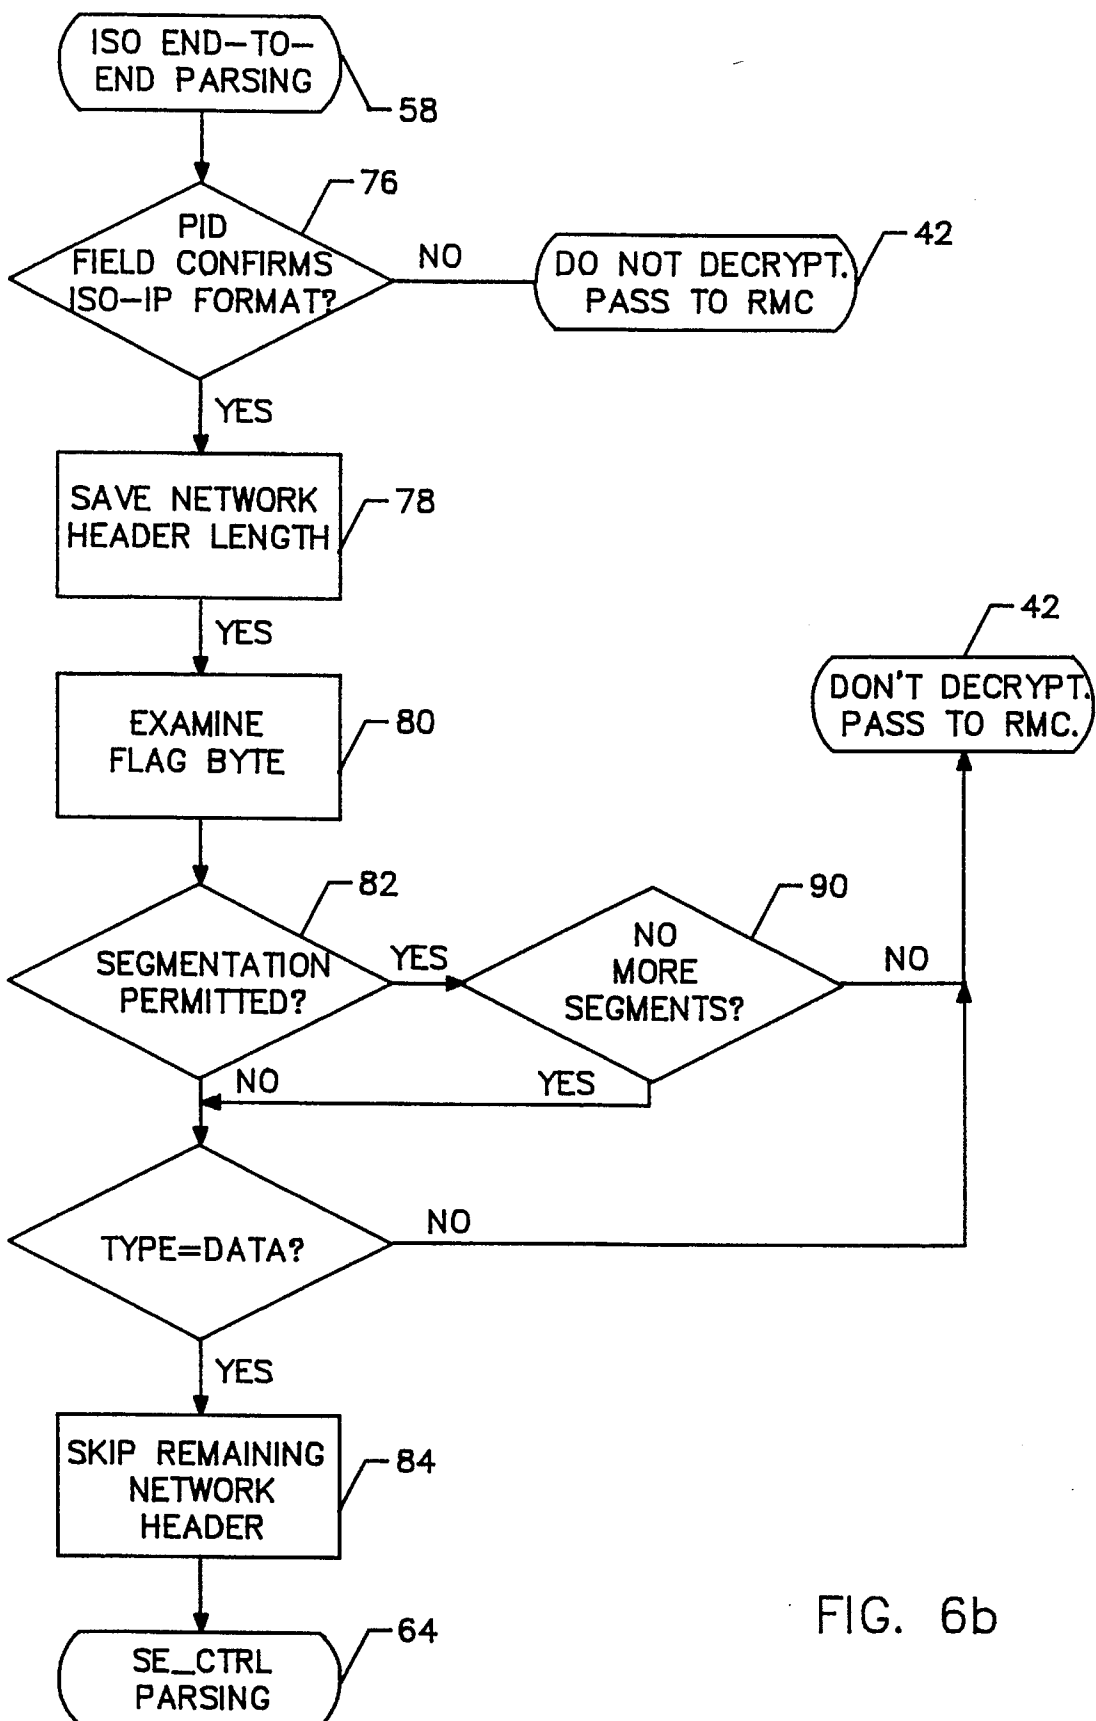 ISO END-TO-
END PARSING
58
76
PID
FIELD CONFIRMS
ISO-IP FORMAT?
NO
DO NOT DECRYPT.
PASS TO RMC
42
YES
SAVE NETWORK
HEADER LENGTH
78
YES
EXAMINE
FLAG BYTE
80
42
DON'T DECRYPT.
PASS TO RMC.
82
SEGMENTATION
PERMITTED?
YES
90
NO
MORE
SEGMENTS?
NO
NO
YES
TYPE=DATA?
NO
YES
SKIP REMAINING
NETWORK
HEADER
84
SE_CTRL
PARSING
64
FIG. 6b